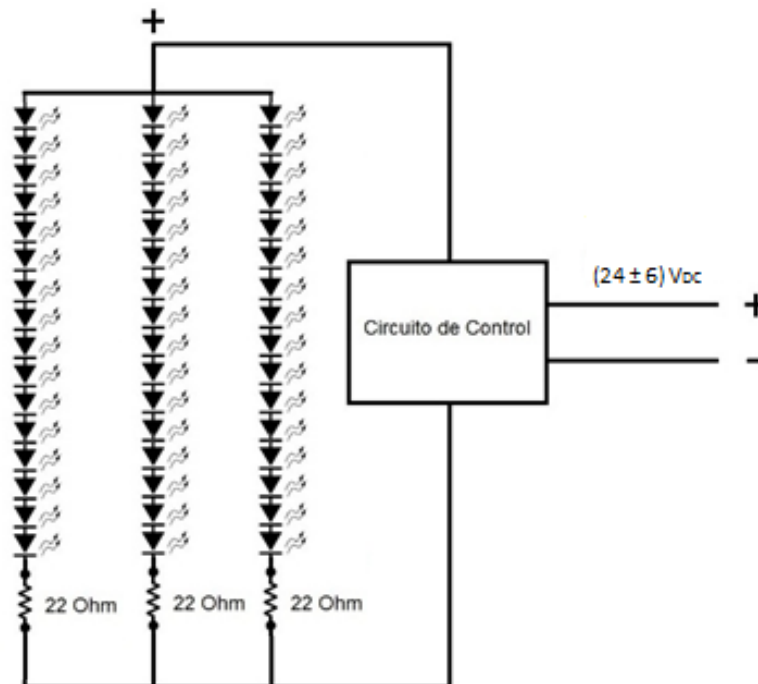 +
(24 ± 6) VDC
+
Circuito de Control
-
22 Ohm
22 Ohm
22 Ohm